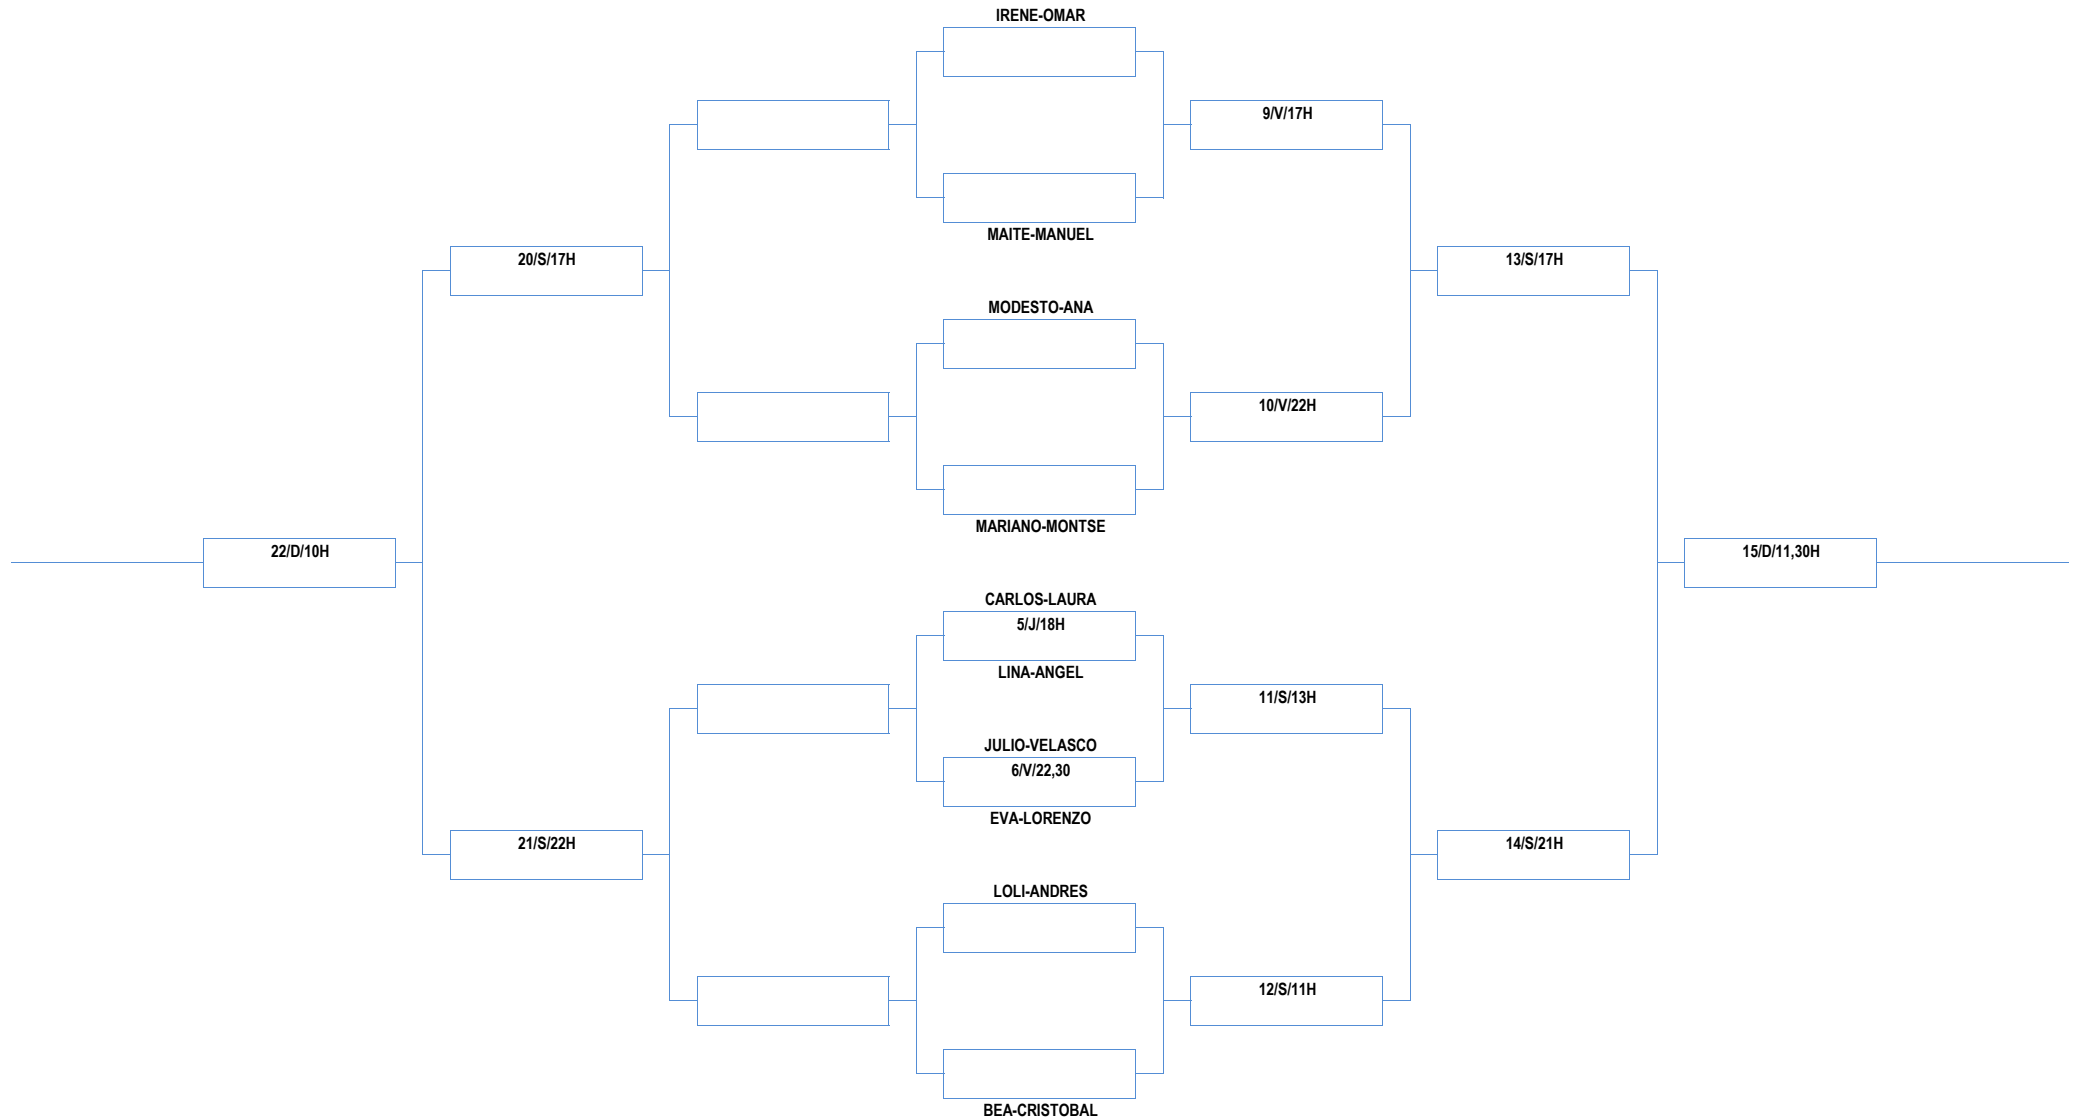 IRENE-OMAR
9/V/17H
MAITE-MANUEL
20/S/17H
13/S/17H
MODESTO-ANA
10/V/22H
MARIANO-MONTSE
22/D/10H
15/D/11,30H
CARLOS-LAURA
5/J/18H
LINA-ANGEL
11/S/13H
JULIO-VELASCO
6/V/22,30
EVA-LORENZO
21/S/22H
14/S/21H
LOLI-ANDRES
12/S/11H
BEA-CRISTOBAL